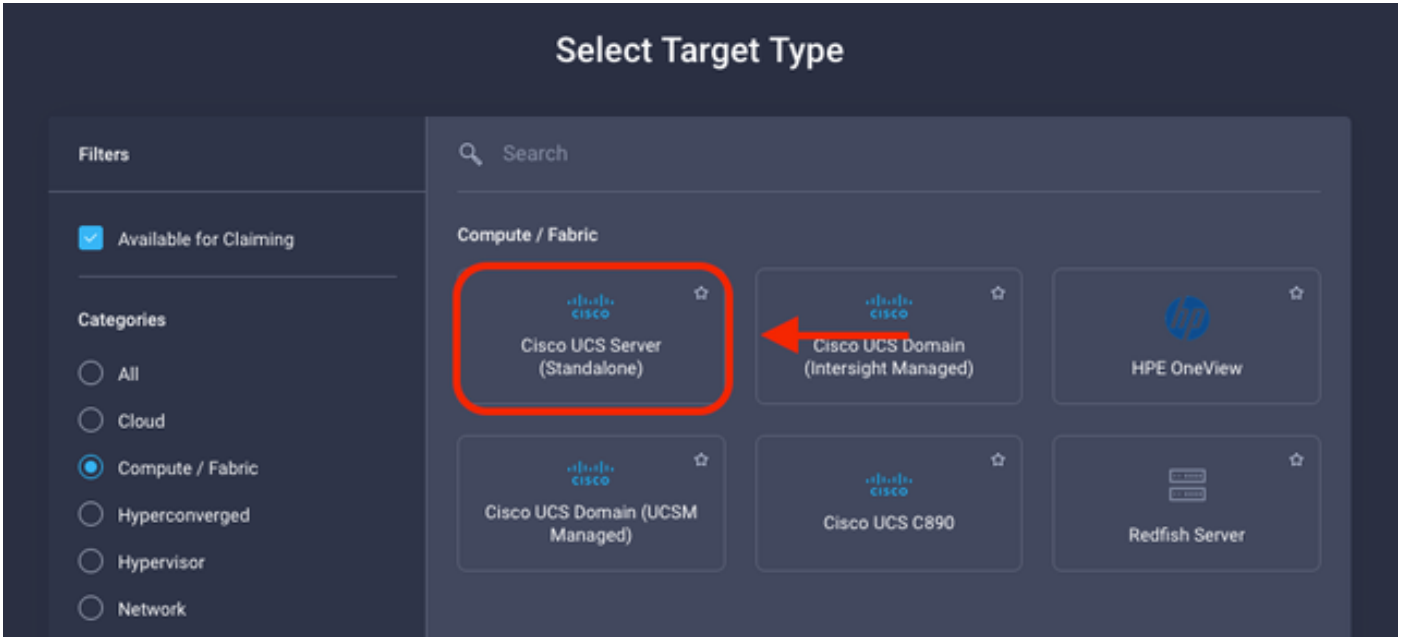 Select Target Type
Filters
Available for Claiming
Categories
All
Cloud
Compute / Fabric
Hyperconverged
Hypervisor
Network
Search
Compute / Fabric
CISCO
Cisco UCS Server
(Standalone)
CISCO
Cisco UCS Domain
(Intersight Managed)
hp
HPE OneView
CISCO
Cisco UCS Domain (UCSM
Managed)
CISCO
Cisco UCS C890
Redfish Server